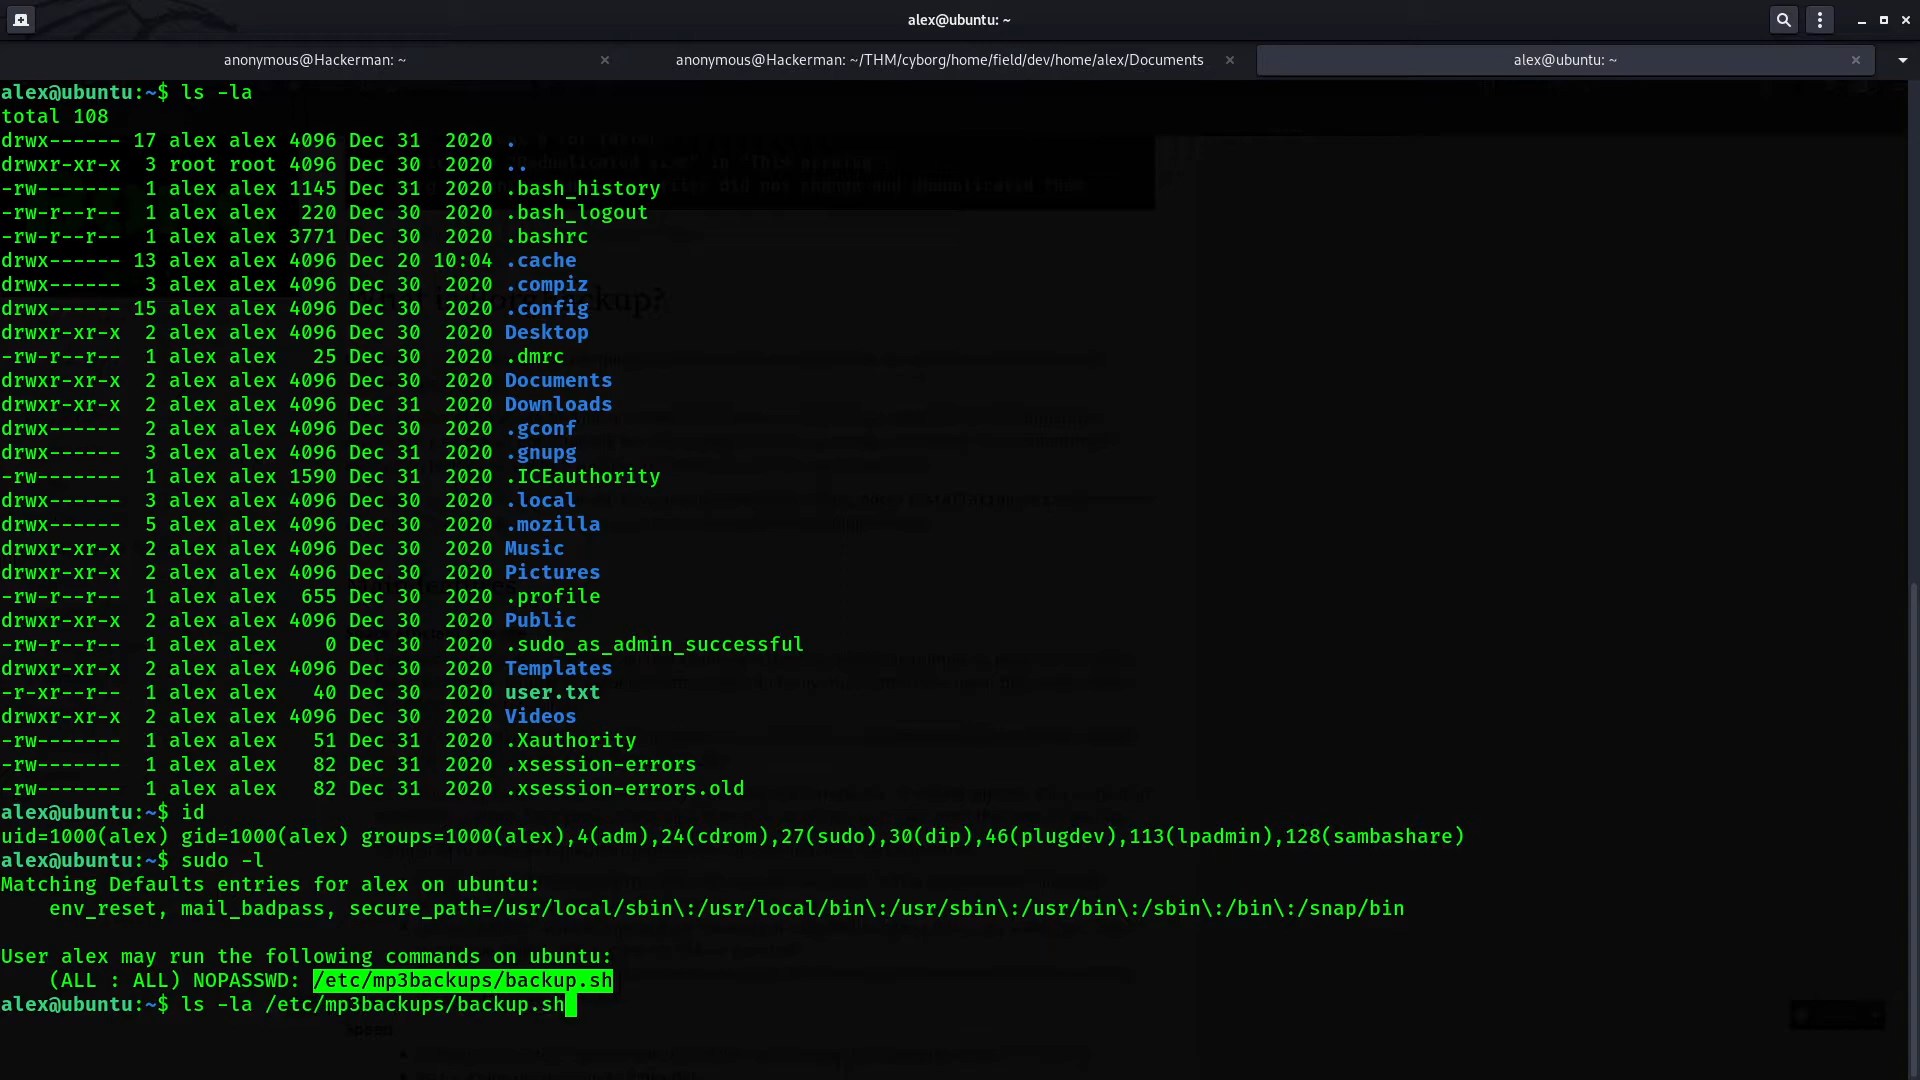 alex@ubuntu: ~
anonymous@Hackerman: ~
anonymous@Hackerman: ~/THM/cyborg/home/field/dev/home/alex/Documents
alex@ubuntu: ~
alex@ubuntu:~$ ls -la
total 108
drwx------ 17 alex alex 4096 Dec 31  2020 .
drwxr-xr-x  3 root root 4096 Dec 30  2020 ..
-rw-------  1 alex alex 1145 Dec 31  2020 .bash_history
-rw-r--r--  1 alex alex  220 Dec 30  2020 .bash_logout
-rw-r--r--  1 alex alex 3771 Dec 30  2020 .bashrc
drwx------ 13 alex alex 4096 Dec 20 10:04 .cache
drwx------  3 alex alex 4096 Dec 30  2020 .compiz
drwx------ 15 alex alex 4096 Dec 30  2020 .config
drwxr-xr-x  2 alex alex 4096 Dec 30  2020 Desktop
-rw-r--r--  1 alex alex   25 Dec 30  2020 .dmrc
drwxr-xr-x  2 alex alex 4096 Dec 30  2020 Documents
drwxr-xr-x  2 alex alex 4096 Dec 31  2020 Downloads
drwx------  2 alex alex 4096 Dec 30  2020 .gconf
drwx------  3 alex alex 4096 Dec 31  2020 .gnupg
-rw-------  1 alex alex 1590 Dec 31  2020 .ICEauthority
drwx------  3 alex alex 4096 Dec 30  2020 .local
drwx------  5 alex alex 4096 Dec 30  2020 .mozilla
drwxr-xr-x  2 alex alex 4096 Dec 30  2020 Music
drwxr-xr-x  2 alex alex 4096 Dec 30  2020 Pictures
-rw-r--r--  1 alex alex  655 Dec 30  2020 .profile
drwxr-xr-x  2 alex alex 4096 Dec 30  2020 Public
-rw-r--r--  1 alex alex    0 Dec 30  2020 .sudo_as_admin_successful
drwxr-xr-x  2 alex alex 4096 Dec 30  2020 Templates
-r-xr--r--  1 alex alex   40 Dec 30  2020 user.txt
drwxr-xr-x  2 alex alex 4096 Dec 30  2020 Videos
-rw-------  1 alex alex   51 Dec 31  2020 .Xauthority
-rw-------  1 alex alex   82 Dec 31  2020 .xsession-errors
-rw-------  1 alex alex   82 Dec 31  2020 .xsession-errors.old
alex@ubuntu:~$ id
uid=1000(alex) gid=1000(alex) groups=1000(alex),4(adm),24(cdrom),27(sudo),30(dip),46(plugdev),113(lpadmin),128(sambashare)
alex@ubuntu:~$ sudo -l
Matching Defaults entries for alex on ubuntu:
    env_reset, mail_badpass, secure_path=/usr/local/sbin\:/usr/local/bin\:/usr/sbin\:/usr/bin\:/sbin\:/bin\:/snap/bin
User alex may run the following commands on ubuntu:
    (ALL : ALL) NOPASSWD: /etc/mp3backups/backup.sh
alex@ubuntu:~$ ls -la /etc/mp3backups/backup.sh